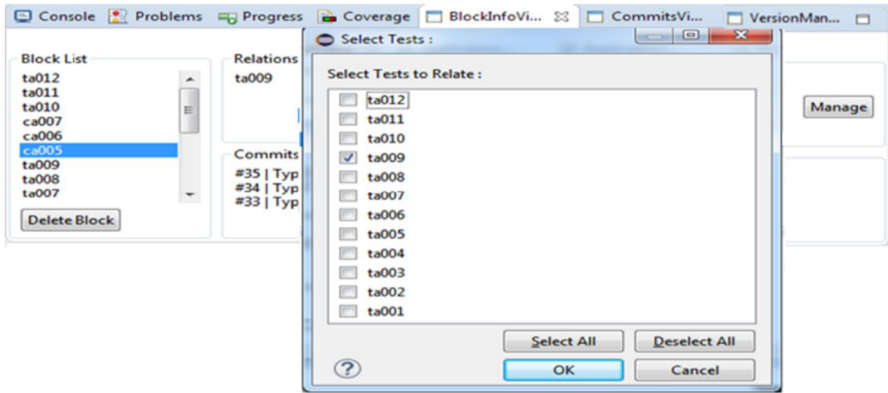 Console Problems Progress Coverage BlockInfoVi... CommitsVi... VersionMan...
Block List
ta012
ta011
ta010
ca007
ca006
ca005
ta009
ta008
ta007
Delete Block
Relations
ta009
Commits
#35 | Typ
#34 | Typ
#33 | Typ
Manage
Select Tests :
Select Tests to Relate :
ta012
ta011
ta010
ta009
ta008
ta007
ta006
ta005
ta004
ta003
ta002
ta001
Select All Deselect All
? OK Cancel